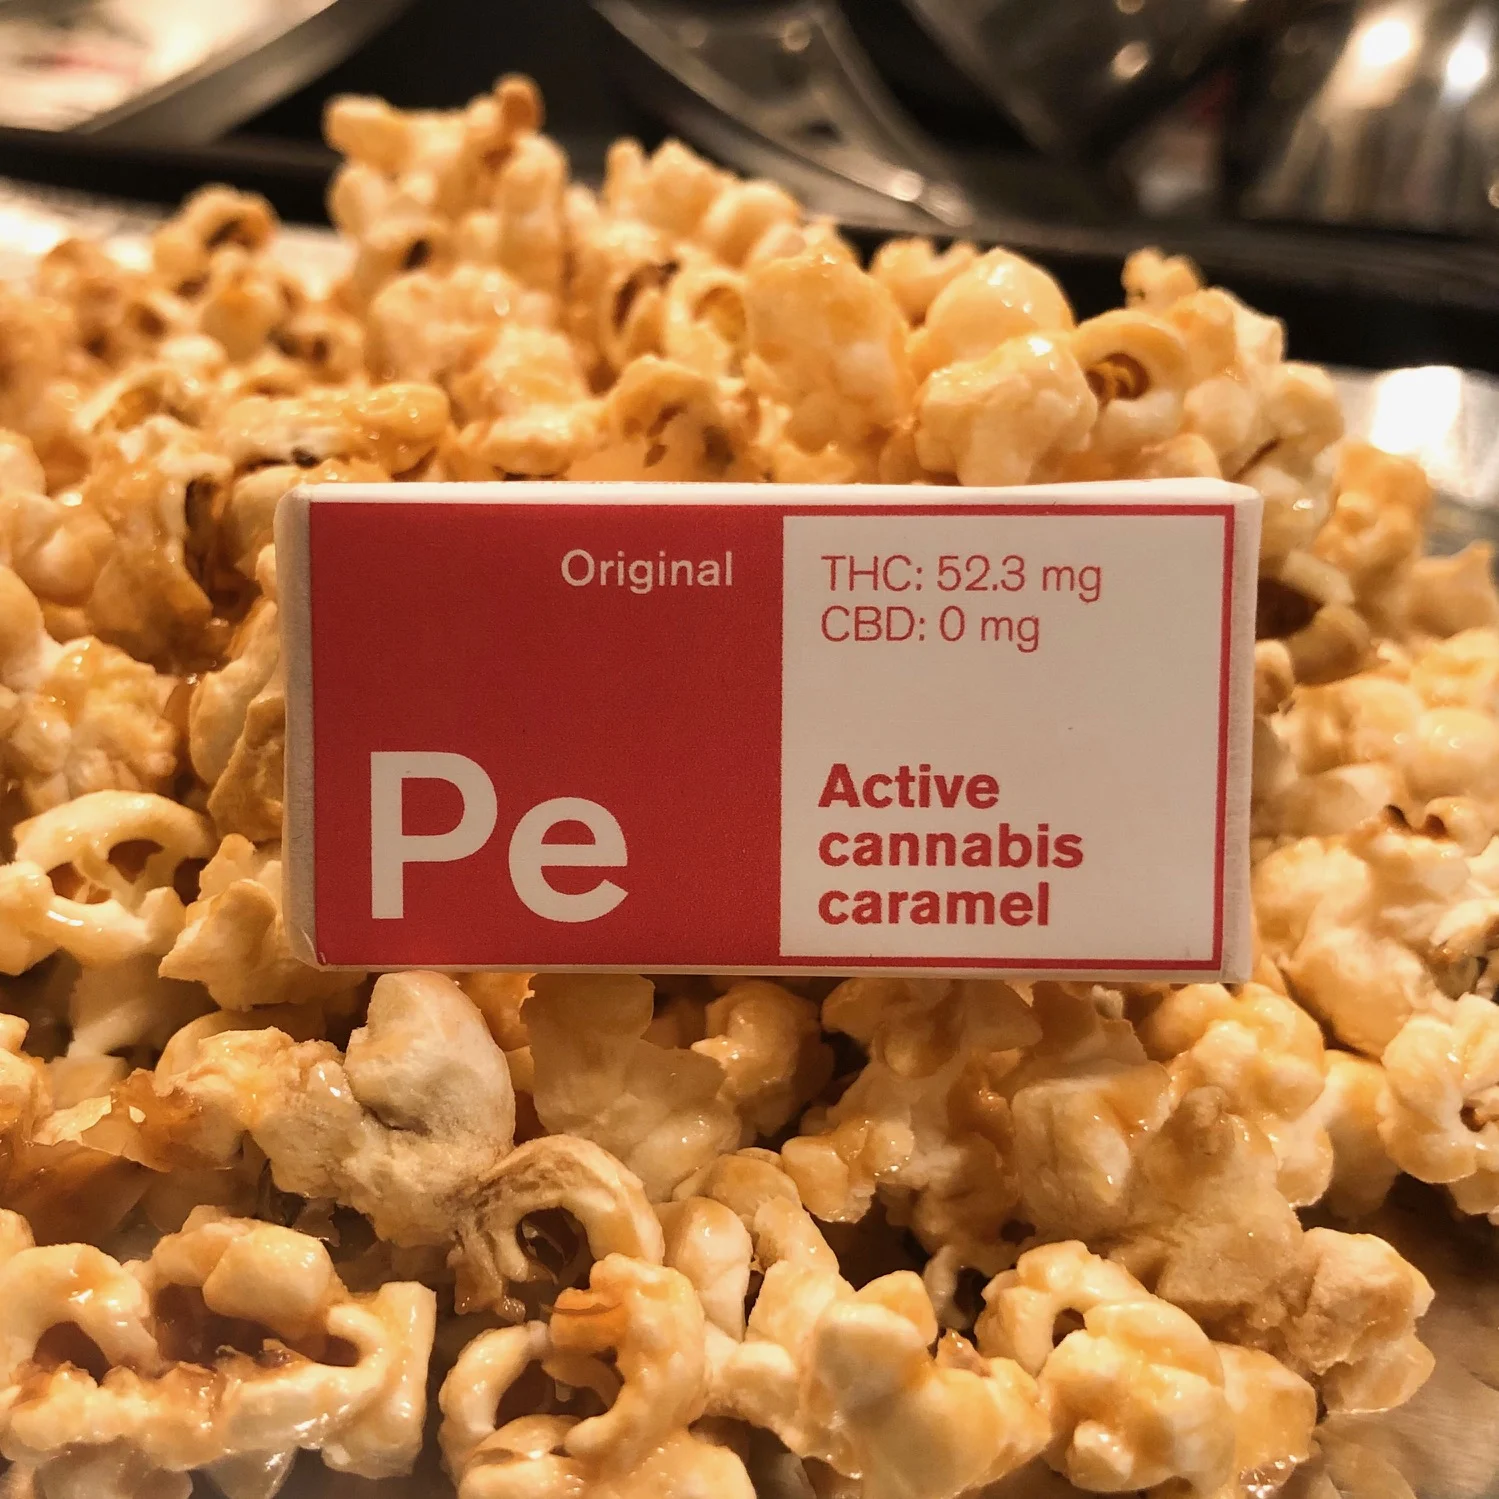 Original
Pe
THC: 52.3 mg
CBD: 0 mg
Active
cannabis
caramel